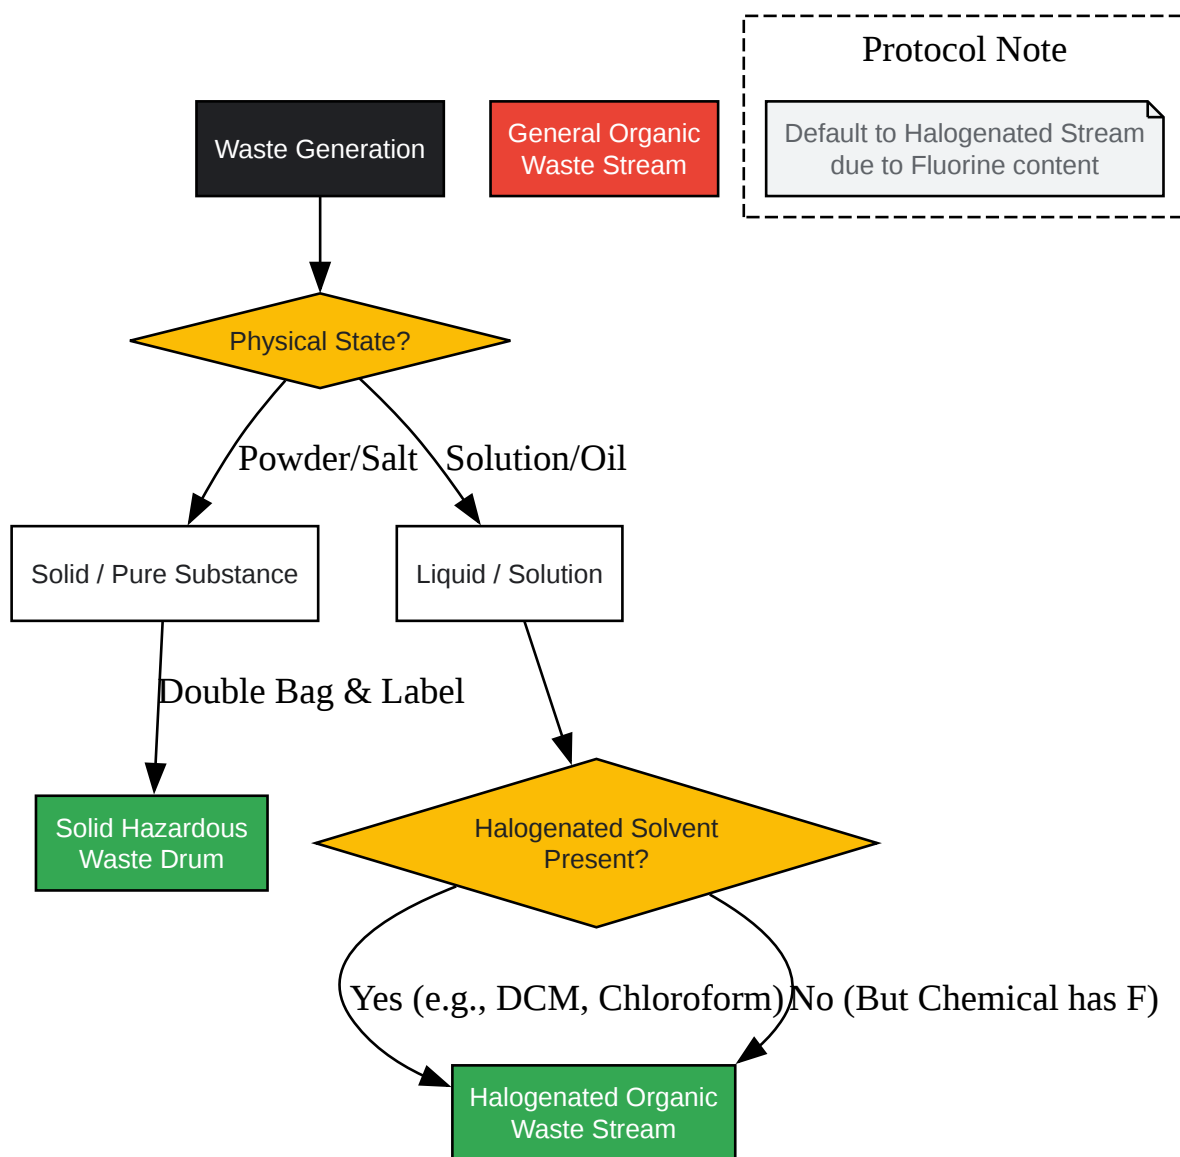 Protocol Note
Waste Generation
General Organic
Waste Stream
Default to Halogenated Stream
due to Fluorine content
Physical State?
Powder/Salt
Solution/Oil
Solid / Pure Substance
Liquid / Solution
Double Bag & Label
Solid Hazardous
Waste Drum
Halogenated Solvent
Present?
Yes (e.g., DCM, Chloroform)
No (But Chemical has F)
Halogenated Organic
Waste Stream